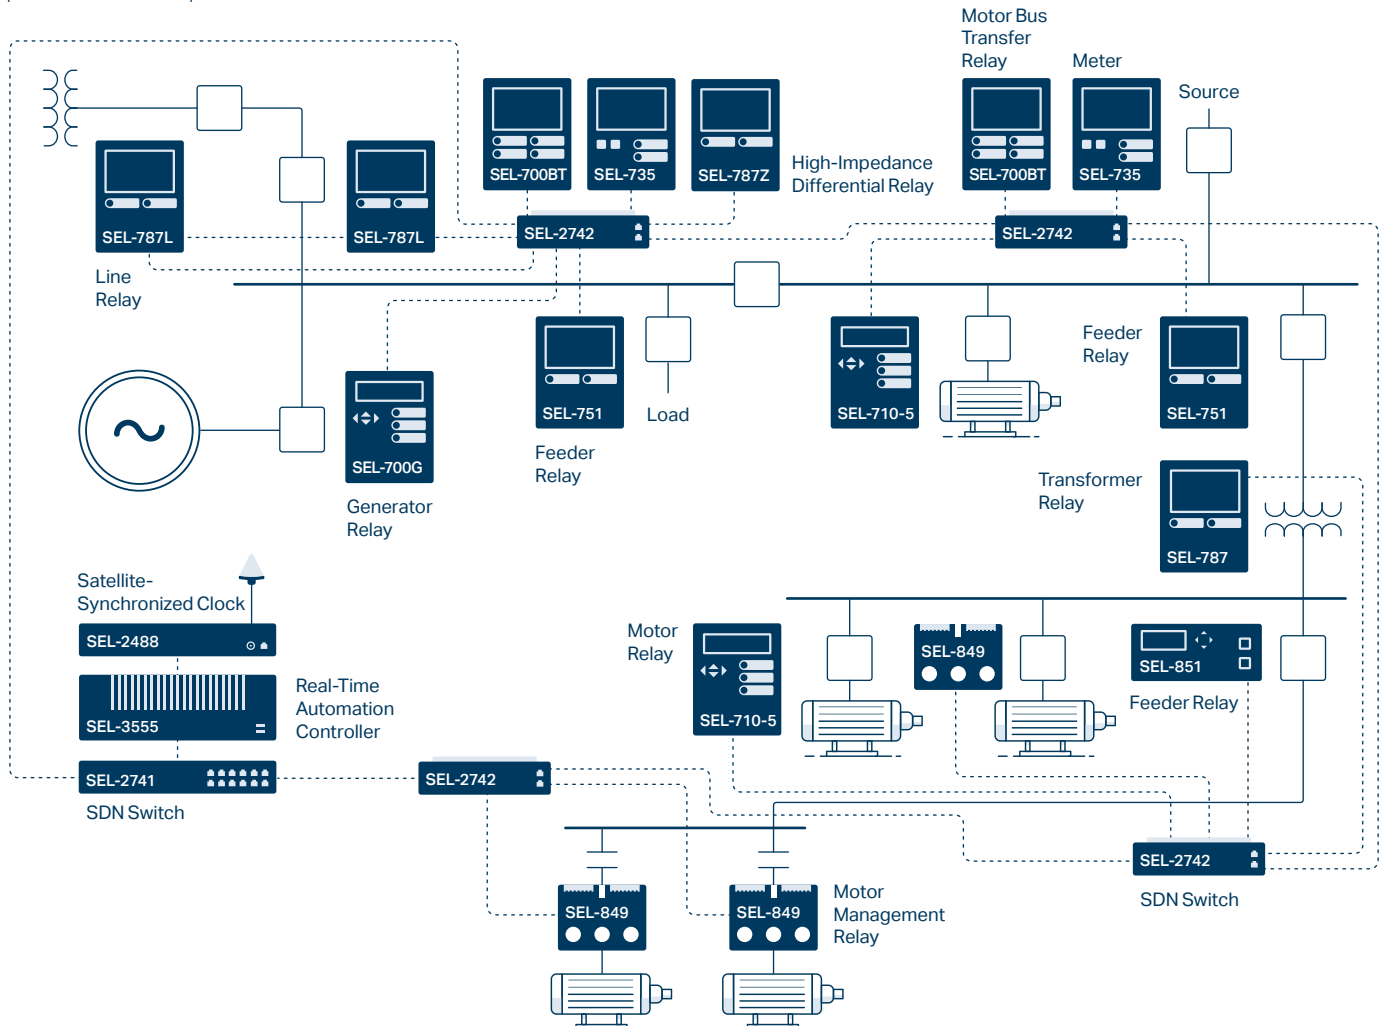 Motor Bus
Transfer
Relay
Meter
Source
SEL-700BT
SEL-735
SEL-787Z
High-Impedance
Differential Relay
SEL-700BT
SEL-735
SEL-787L
SEL-787L
SEL-2742
SEL-2742
Line
Relay
SEL-751
Load
SEL-710-5
Feeder
Relay
SEL-751
SEL-700G
Feeder
Relay
Generator
Relay
Transformer
Relay
SEL-787
Satellite-
Synchronized Clock
SEL-2488
SEL-3555
Real-Time
Automation
Controller
SEL-2741
SDN Switch
SEL-2742
Motor
Relay
SEL-710-5
SEL-849
SEL-851
Feeder Relay
SEL-2742
SDN Switch
SEL-849
SEL-849
Motor
Management
Relay